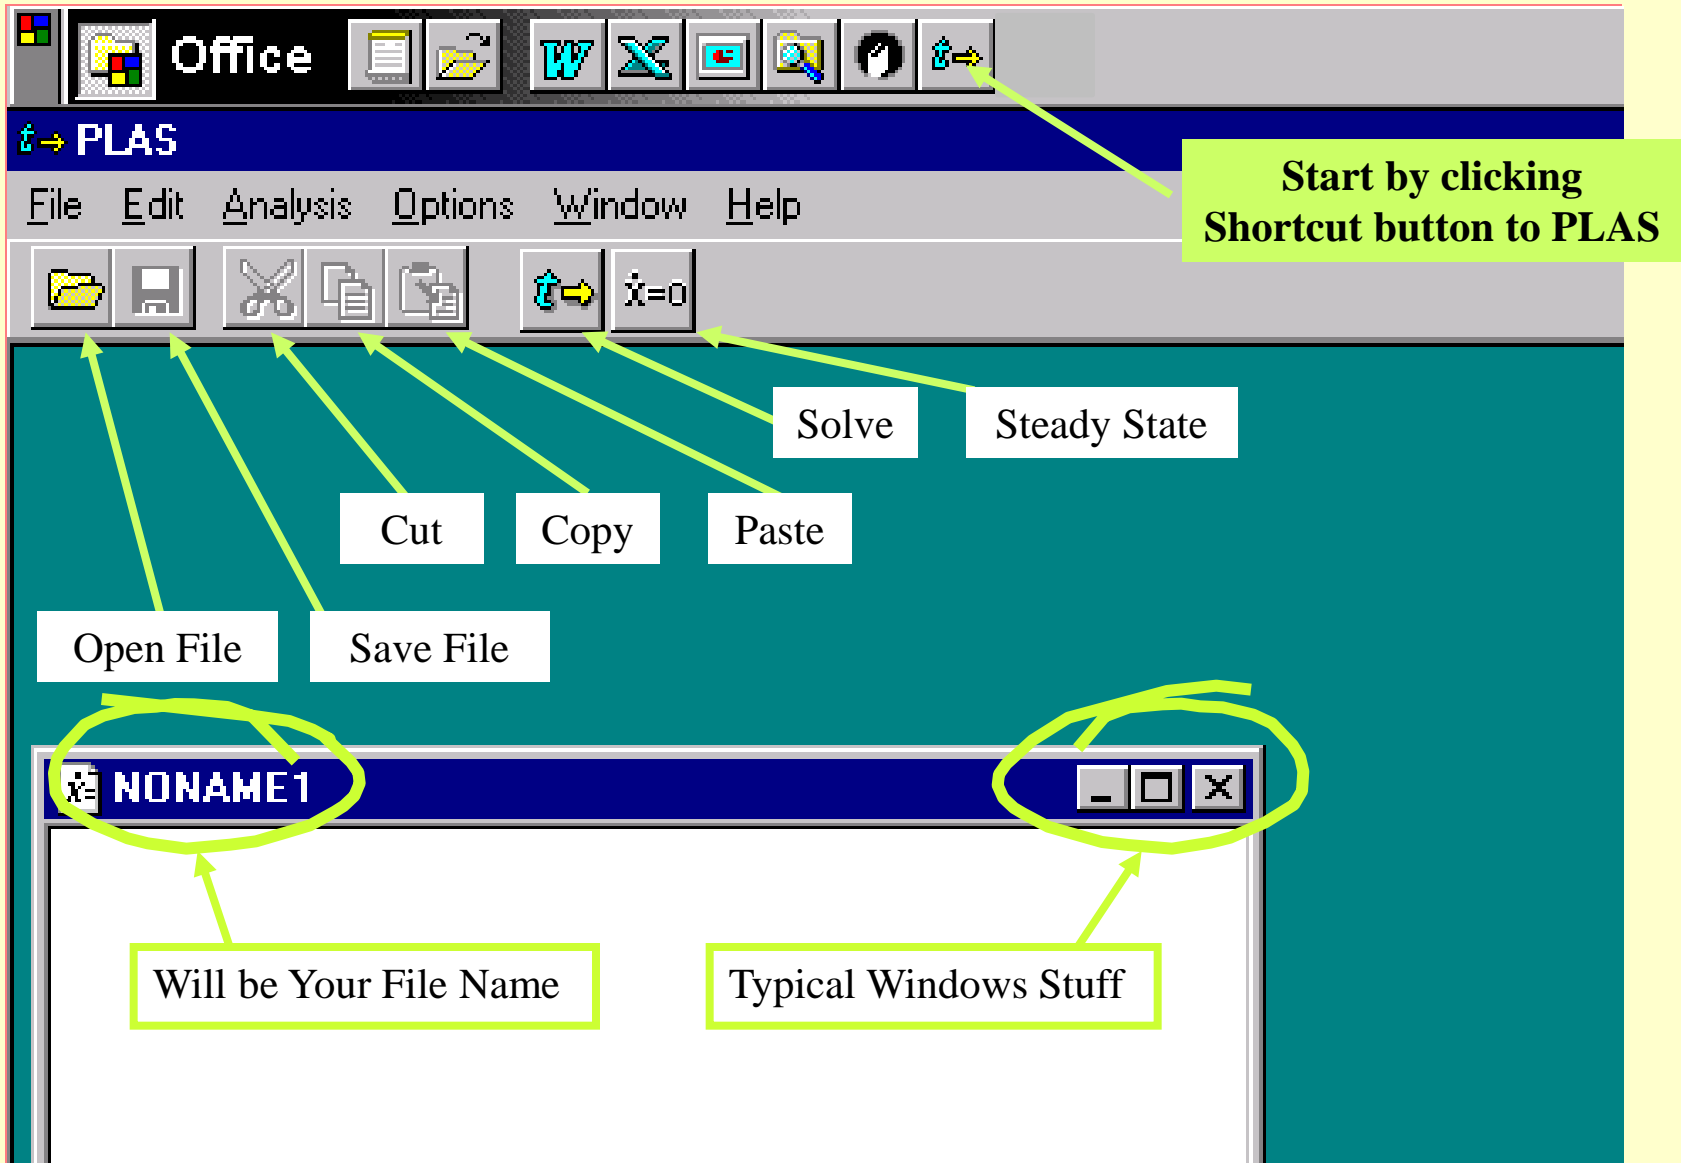 Office
PLAS
Start by clicking
Shortcut button to PLAS
File Edit Analysis Options Window Help
ẋ=0
Solve
Steady State
Cut
Copy
Paste
Open File
Save File
ẋ=
NONAME1
Will be Your File Name
Typical Windows Stuff